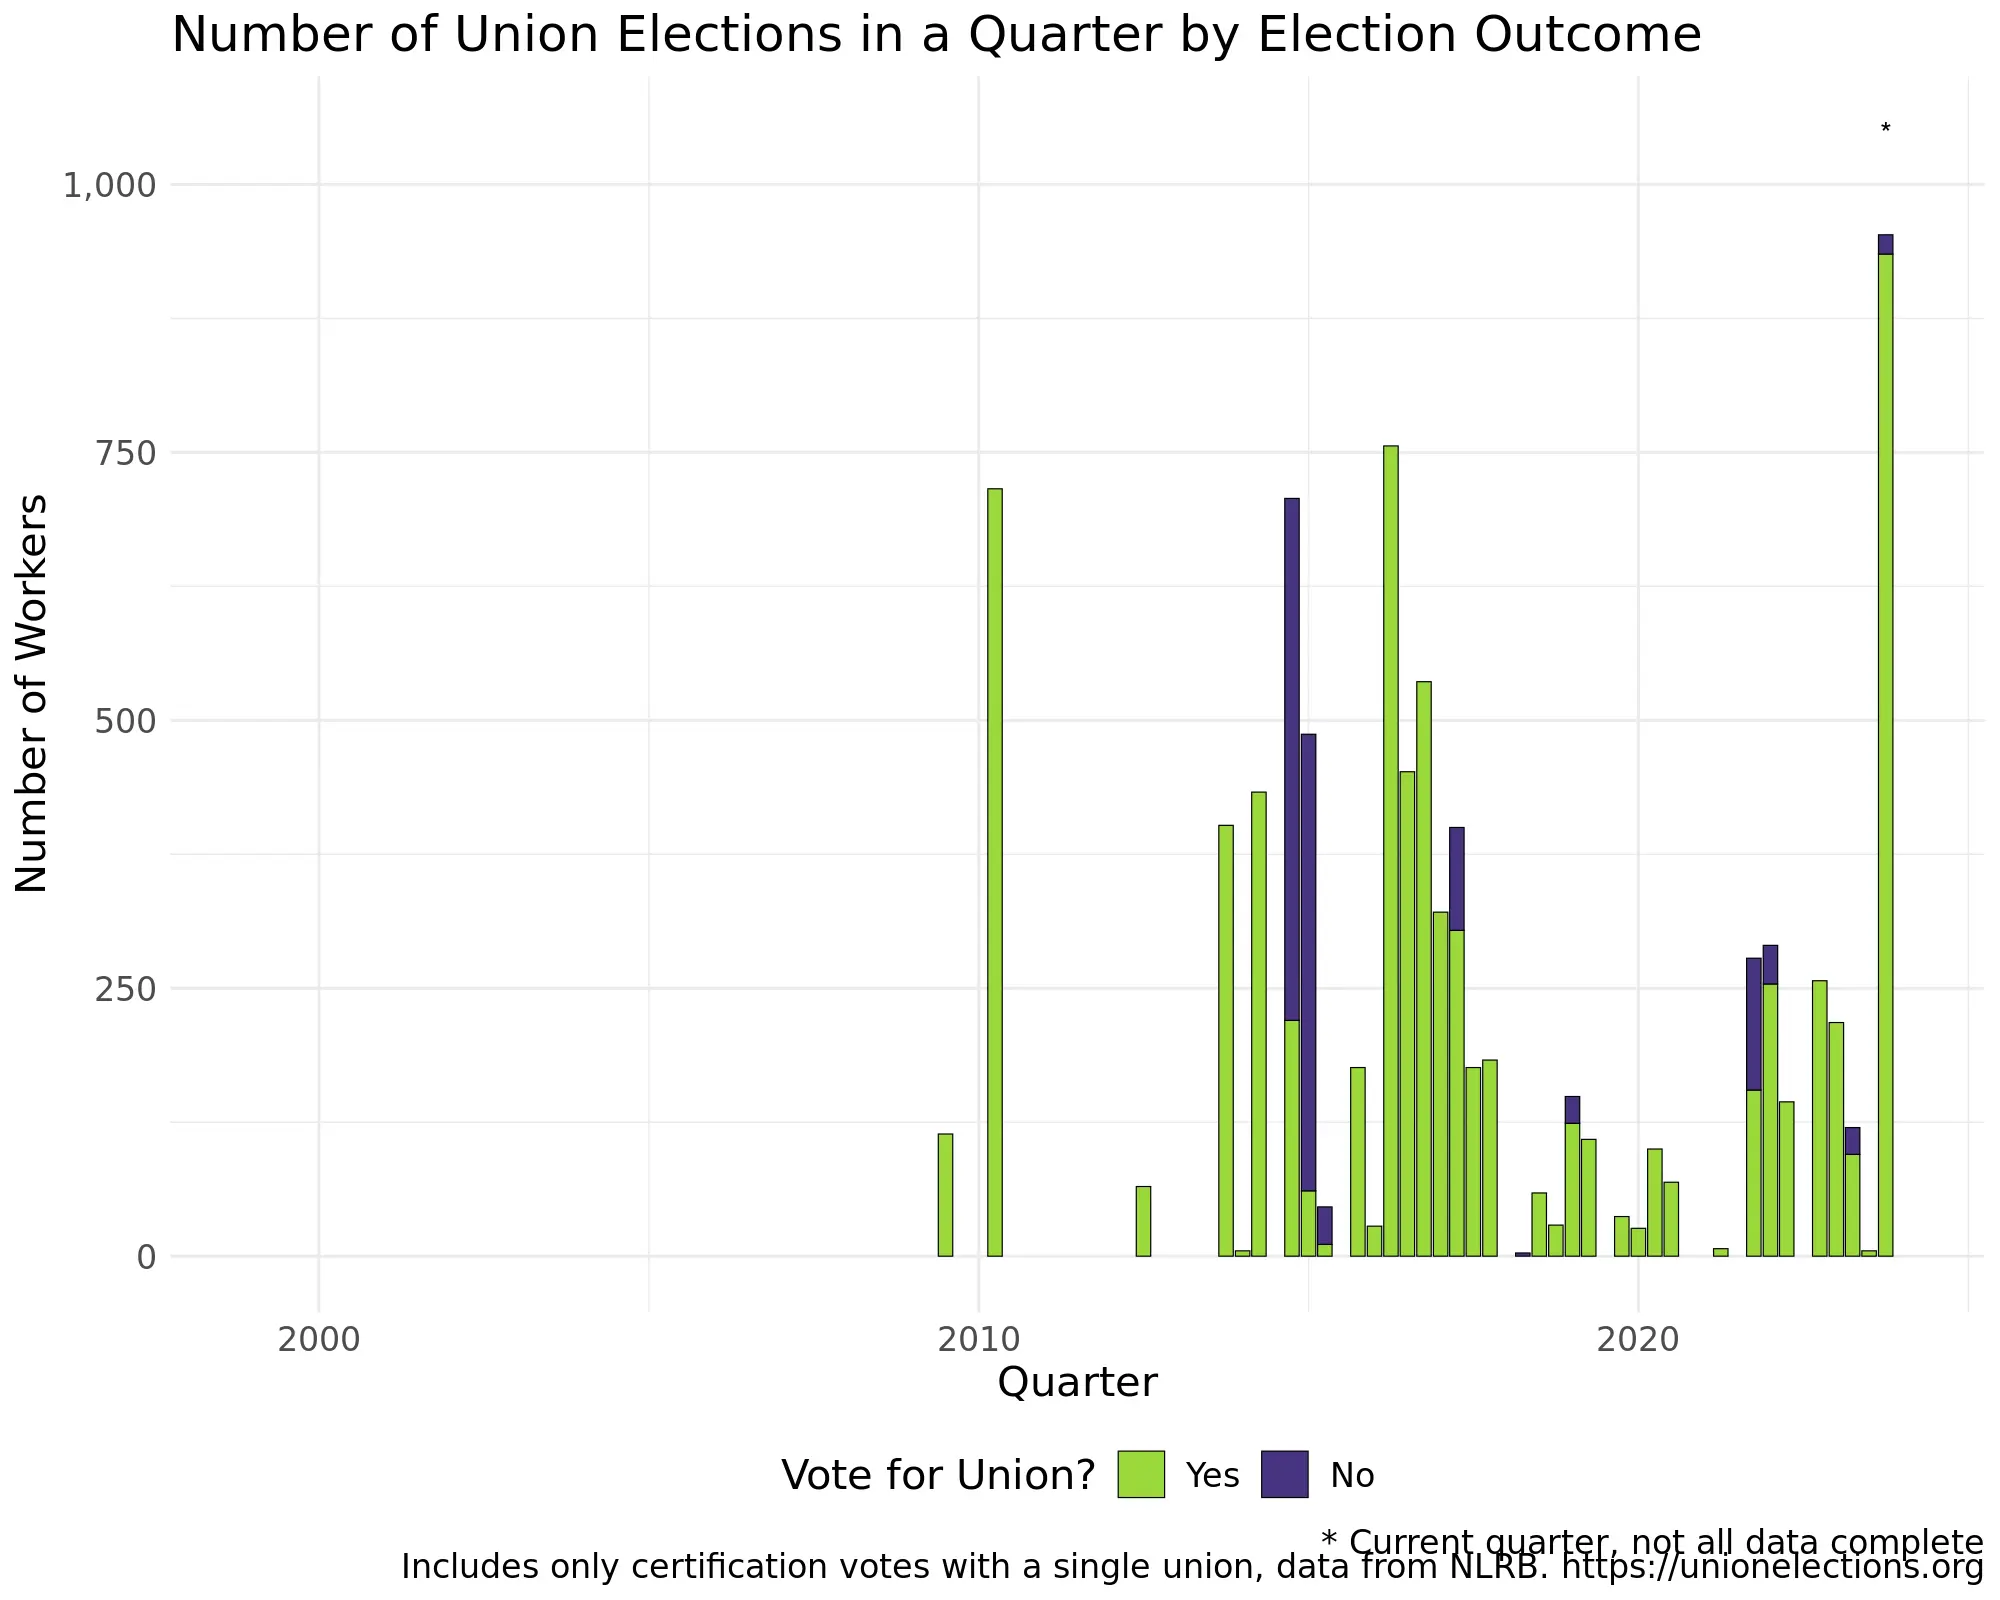 Number of Union Elections in a Quarter by Election Outcome
*
1,000
750
500
250
0
Number of Workers
2000 2010 2020
Quarter
Vote for Union? Yes No
* Current quarter, not all data complete
Includes only certification votes with a single union, data from NLRB. https://unionelections.org